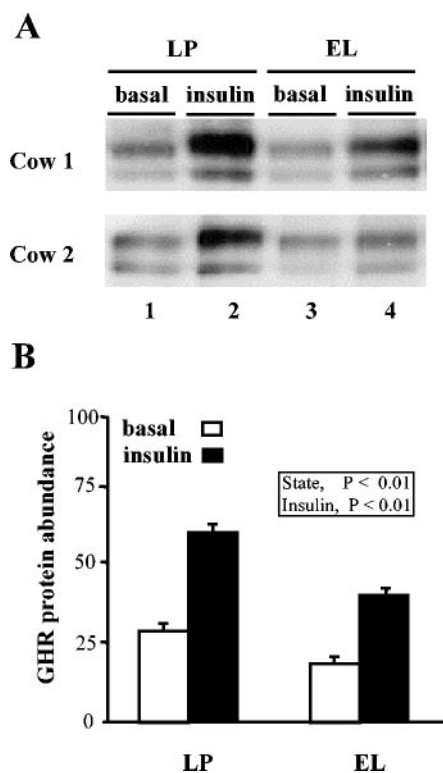 A
LP EL
basal insulin basal insulin
Cow 1
Cow 2
1 2 3 4
B
100
basal
insulin
75
State, P < 0.01
Insulin, P < 0.01
50
25
0
GHR protein abundance
LP EL